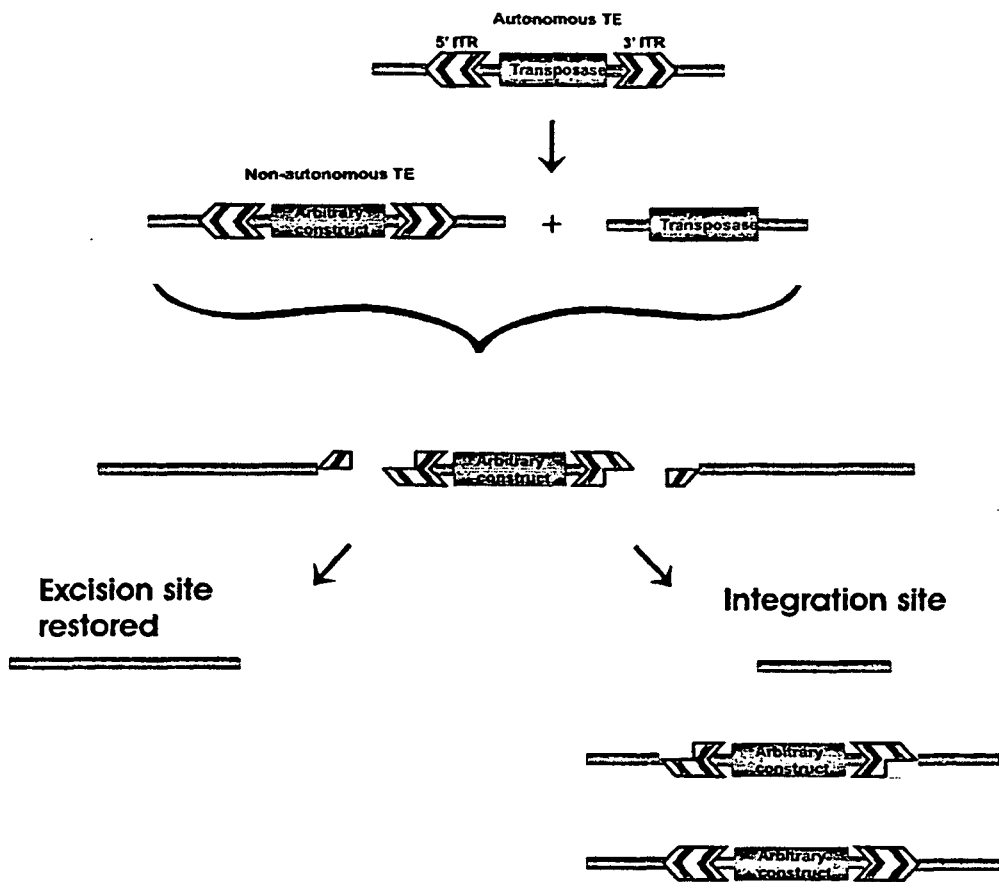 Autonomous TE
5' ITR
3' ITR
Transposase
Non-autonomous TE
Arbitrary
construct
+
Transposase
Arbitrary
construct
Excision site
restored
Integration site
Arbitrary
construct
Arbitrary
construct